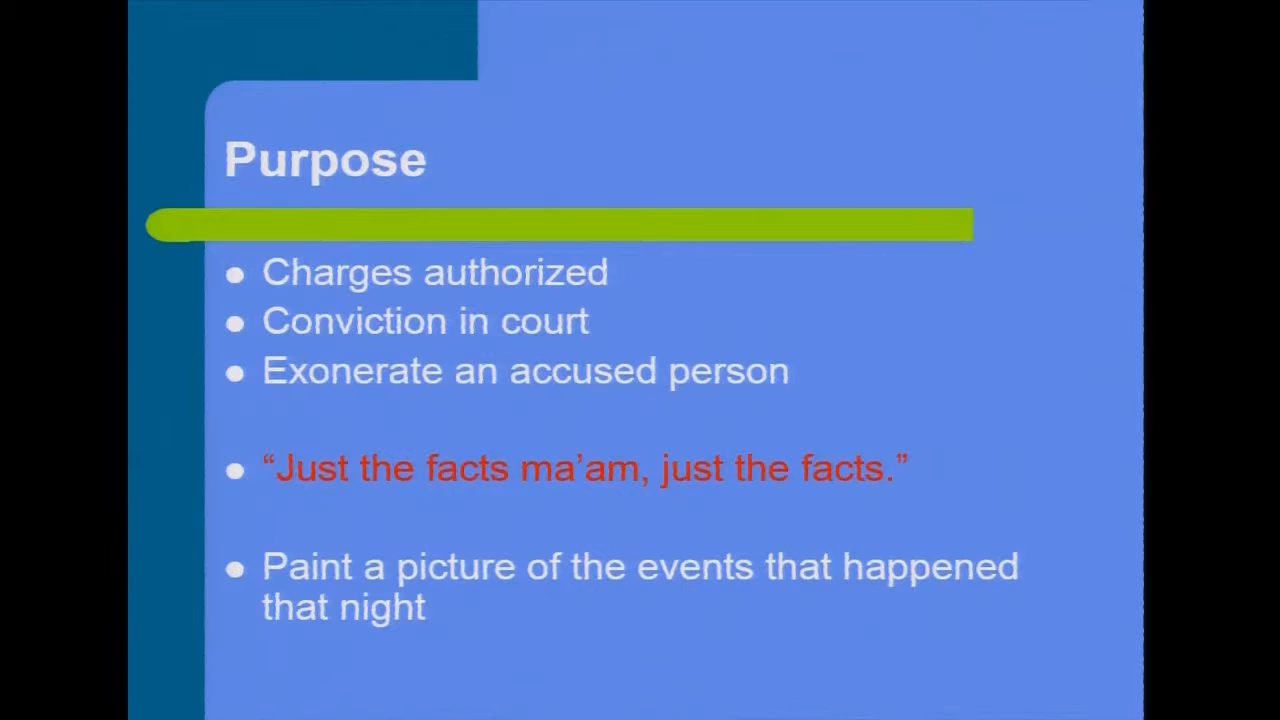 Purpose
● Charges authorized
● Conviction in court
● Exonerate an accused person
● “Just the facts ma’am, just the facts.”
● Paint a picture of the events that happened
that night